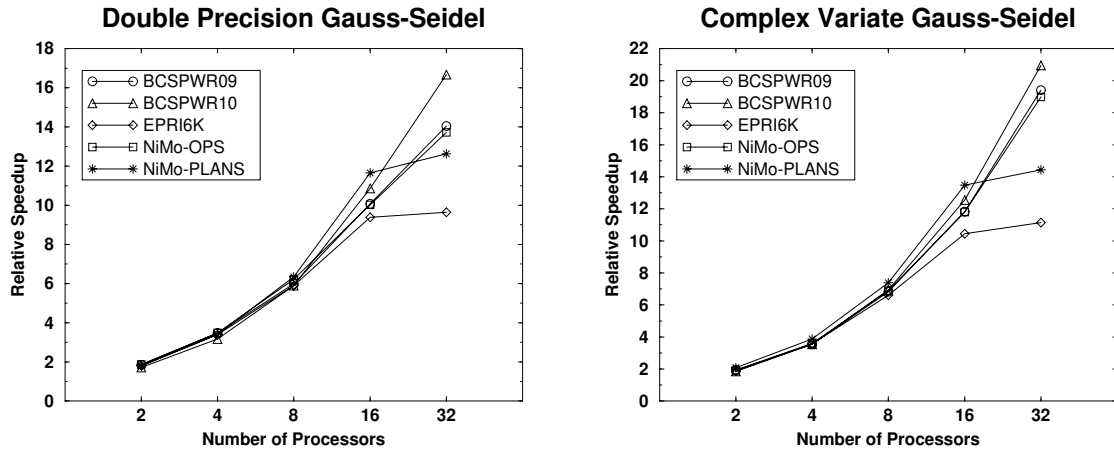 Double Precision Gauss-Seidel
18
16
14
12
10
8
6
4
2
0
Relative Speedup
BCSPWR09
BCSPWR10
EPRI6K
NiMo-OPS
NiMo-PLANS
2 4 8 16 32
Number of Processors
Complex Variate Gauss-Seidel
22
20
18
16
14
12
10
8
6
4
2
0
Relative Speedup
BCSPWR09
BCSPWR10
EPRI6K
NiMo-OPS
NiMo-PLANS
2 4 8 16 32
Number of Processors